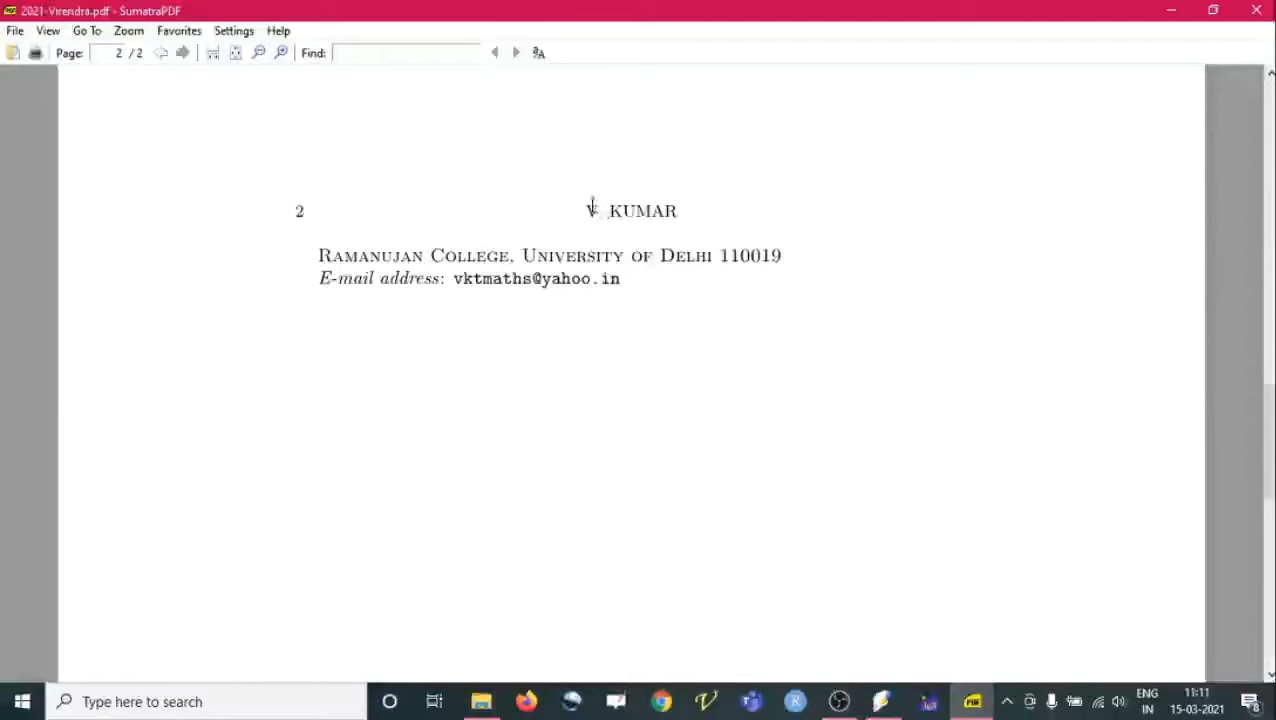 2021-Virendra.pdf - SumatraPDF
File View Go To Zoom Favorites Settings Help
Page: 2 / 2 Find:
2 V. KUMAR
RAMANUJAN COLLEGE, UNIVERSITY OF DELHI 110019
E-mail address: vktmaths@yahoo.in
Type here to search
ENG 11:11
IN 15-03-2021